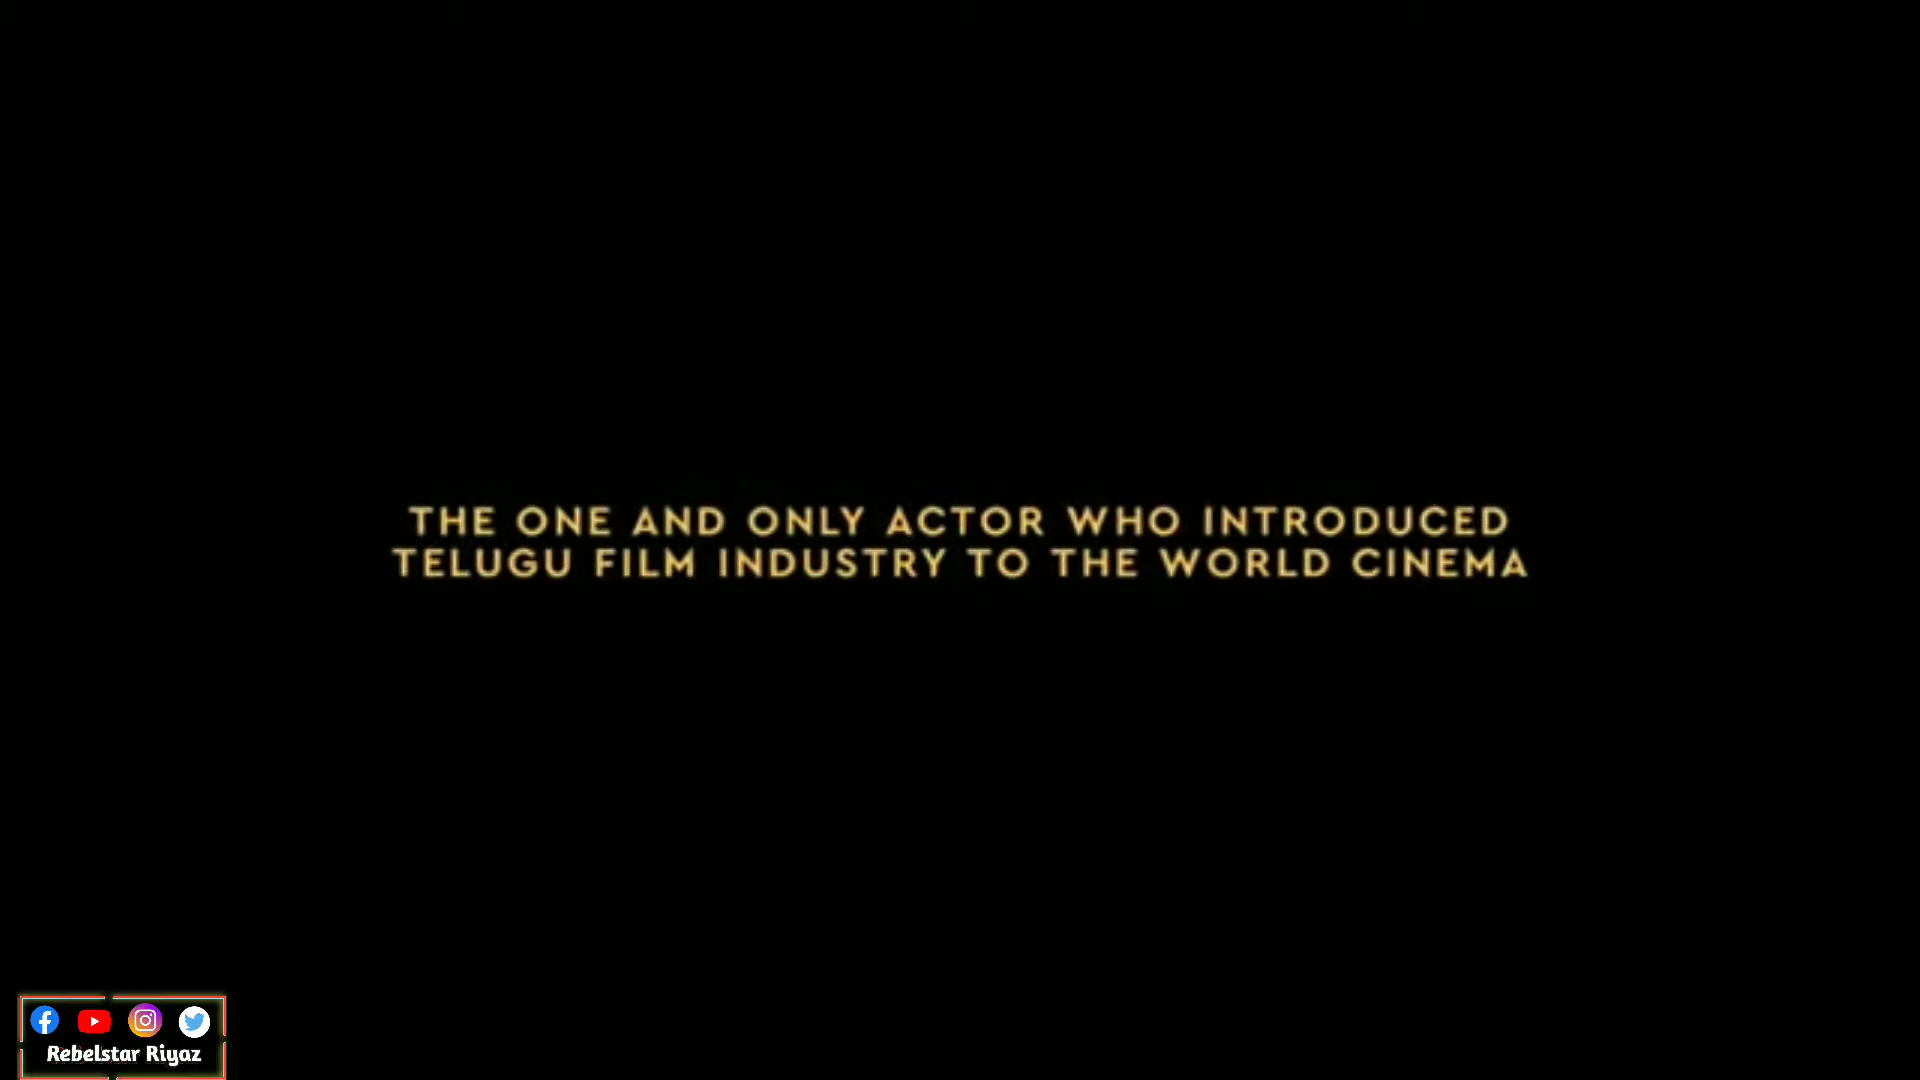 THE ONE AND ONLY ACTOR WHO INTRODUCED
TELUGU FILM INDUSTRY TO THE WORLD CINEMA
Rebelstar Riyaz